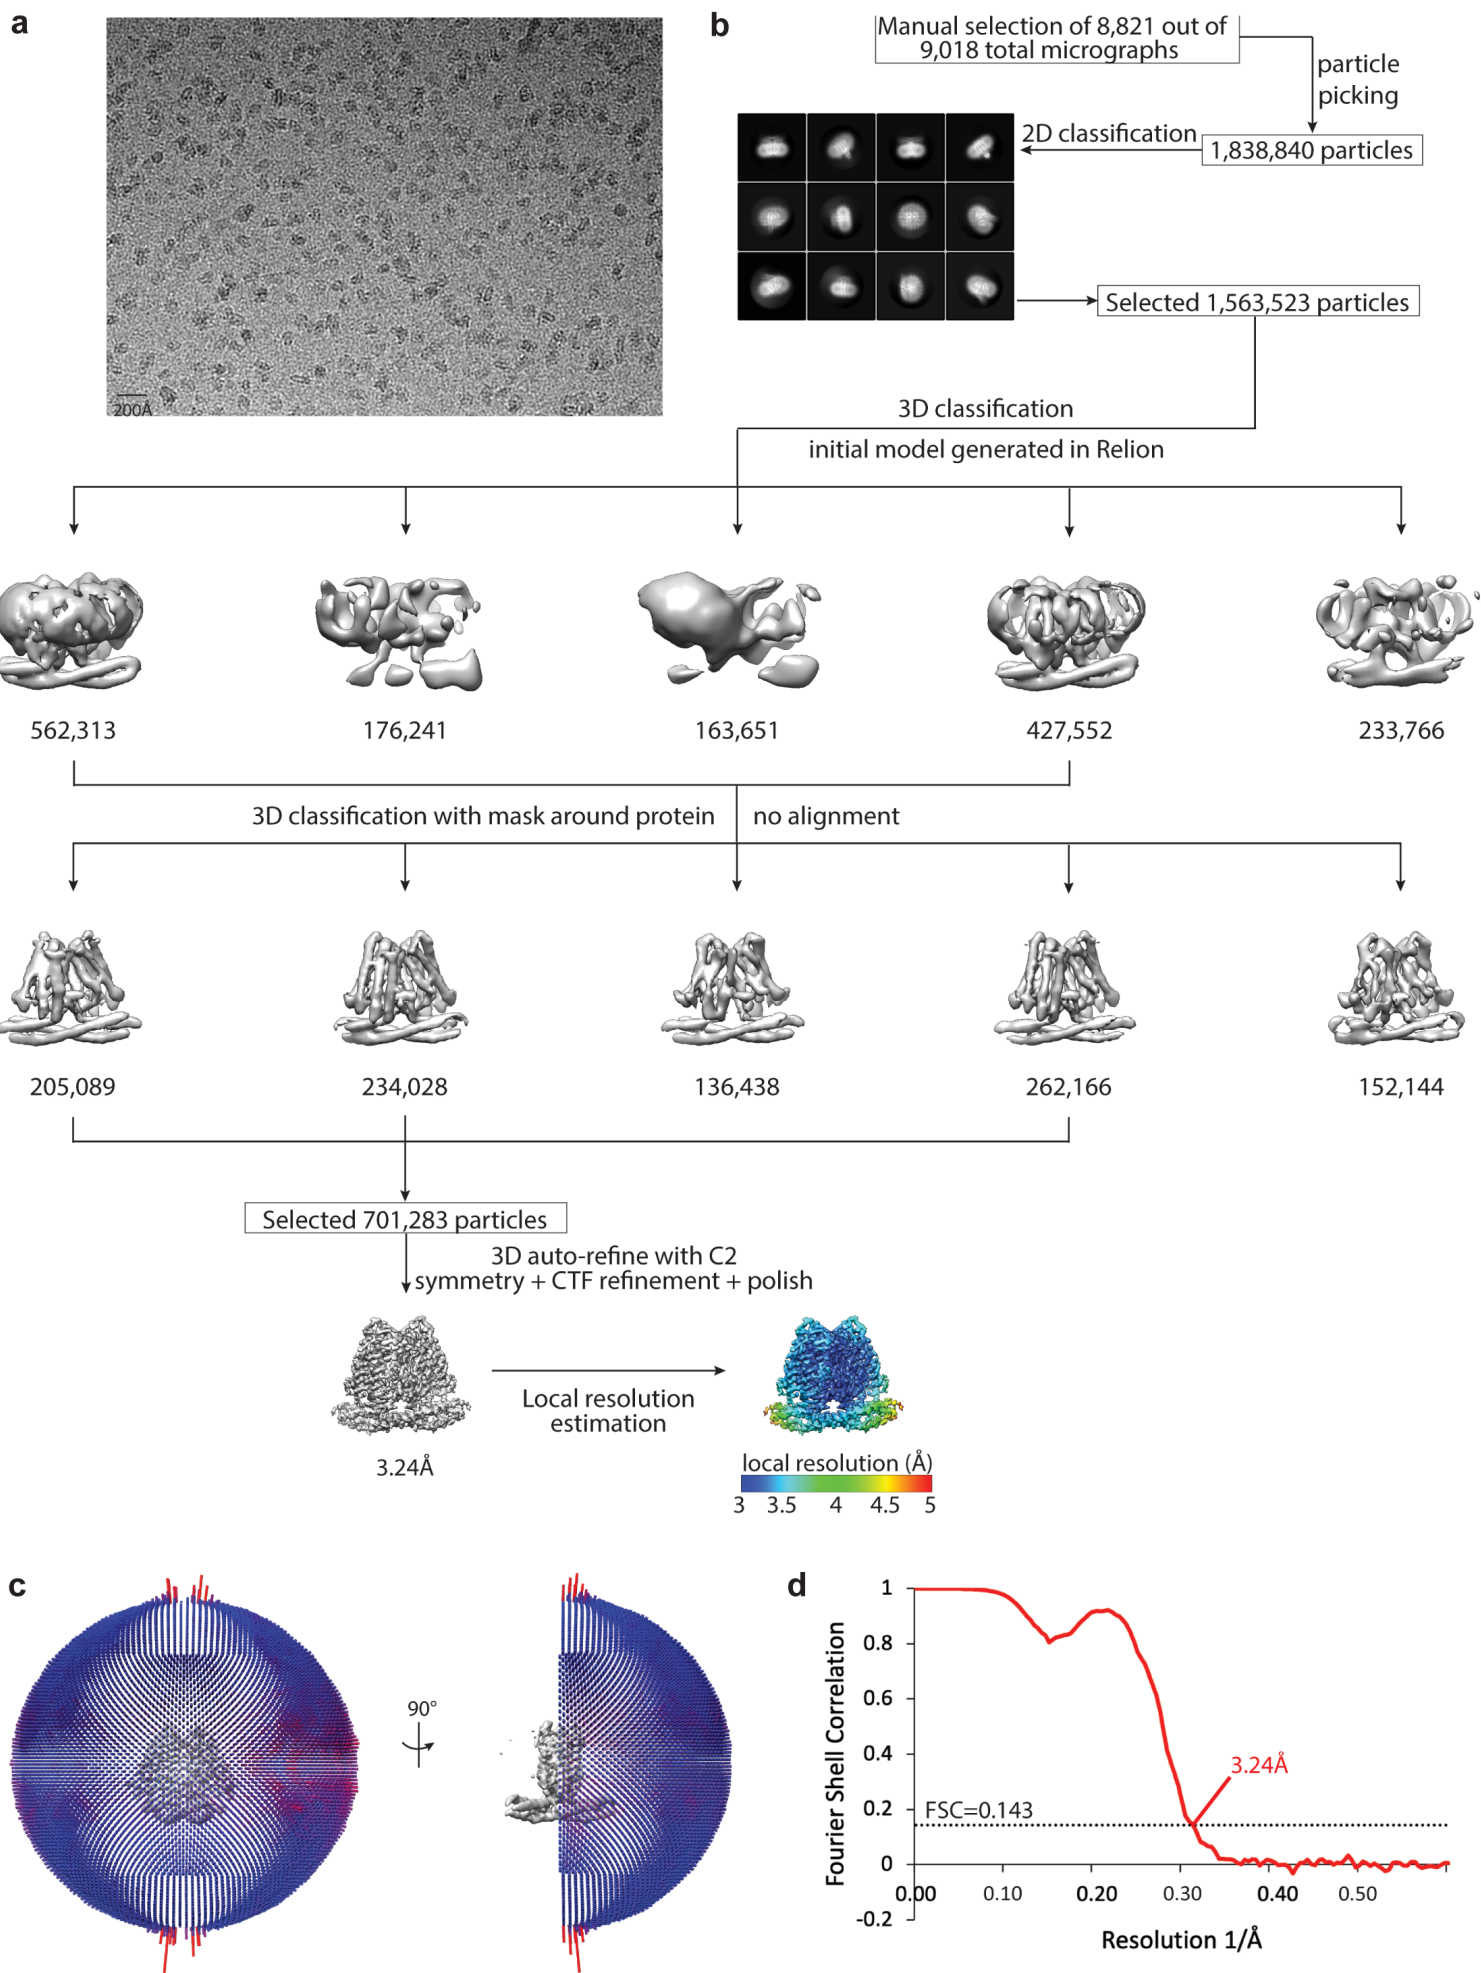 a
200Å
b
Manual selection of 8,821 out of
9,018 total micrographs
particle
picking
2D classification
1,838,840 particles
Selected 1,563,523 particles
3D classification
initial model generated in Relion
562,313
176,241
163,651
427,552
233,766
3D classification with mask around protein
no alignment
205,089
234,028
136,438
262,166
152,144
Selected 701,283 particles
3D auto-refine with C2
symmetry + CTF refinement + polish
Local resolution
estimation
3.24Å
local resolution (Å)
3 3.5 4 4.5 5
c
90°
d
Fourier Shell Correlation
1
0.8
0.6
0.4
0.2
0
-0.2
3.24Å
FSC=0.143
0.00 0.10 0.20 0.30 0.40 0.50
Resolution 1/Å